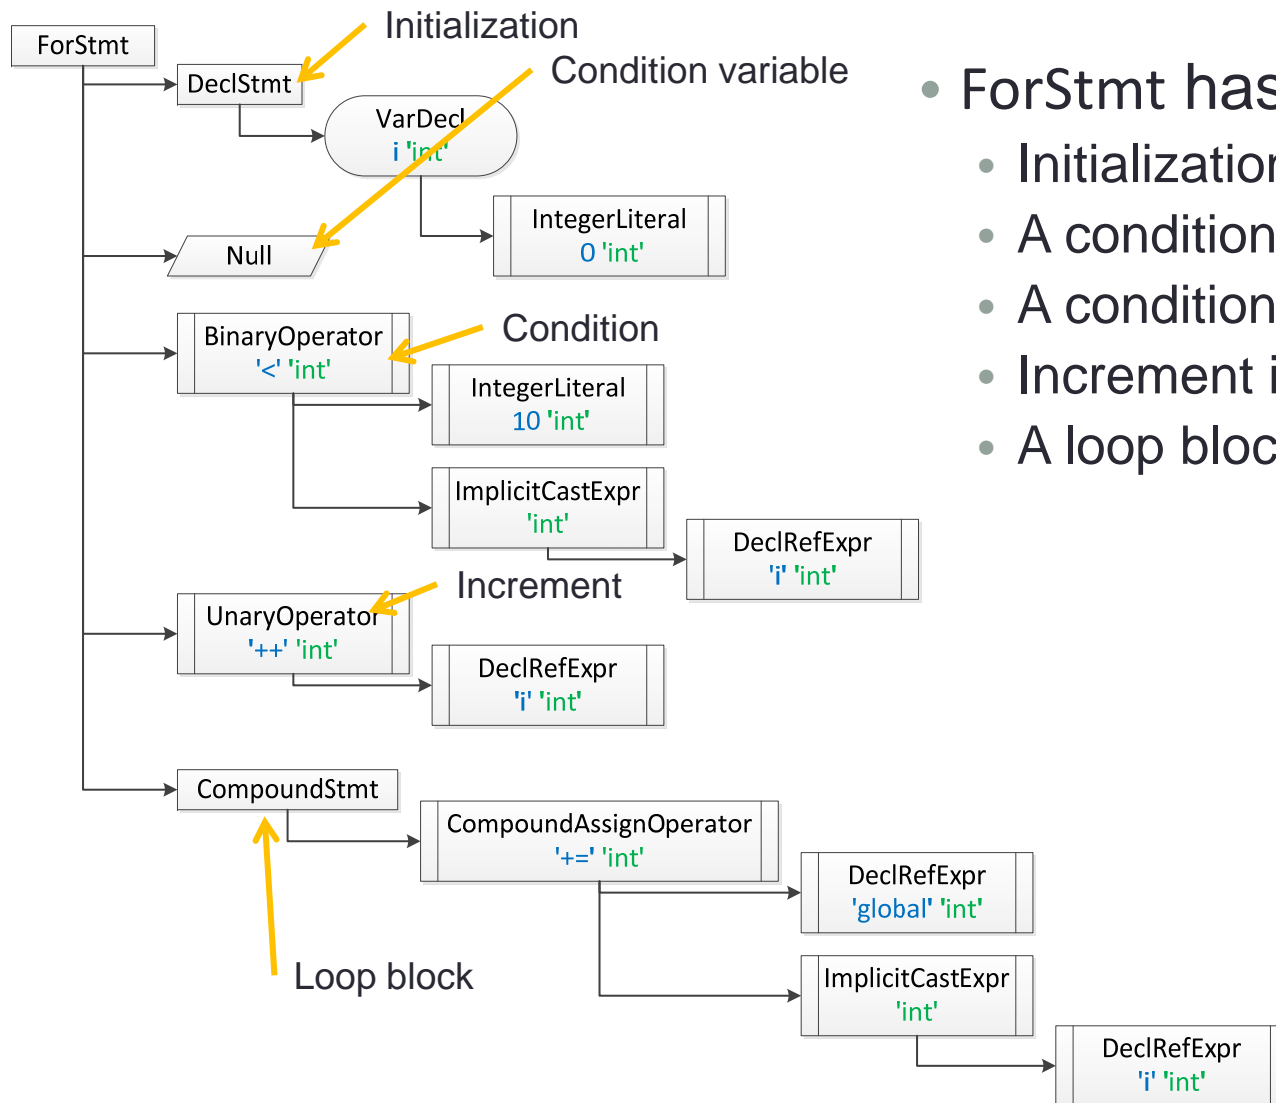 ForStmt
Initialization
DeclStmt
Condition variable
VarDecl
i 'int'
IntegerLiteral
0 'int'
Null
BinaryOperator
'<' 'int'
Condition
IntegerLiteral
10 'int'
ImplicitCastExpr
'int'
DeclRefExpr
'i' 'int'
Increment
UnaryOperator
'++' 'int'
DeclRefExpr
'i' 'int'
CompoundStmt
CompoundAssignOperator
'+=' 'int'
DeclRefExpr
'global' 'int'
Loop block
ImplicitCastExpr
'int'
DeclRefExpr
'i' 'int'
• ForStmt has
• Initialization
• A condition
• A condition
• Increment i
• A loop bloc